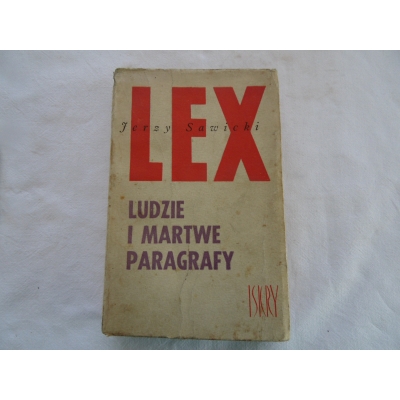 LEX
Jerzy Sawicki
LUDZIE
I MARTWE
PARAGRAFY
ISKRY